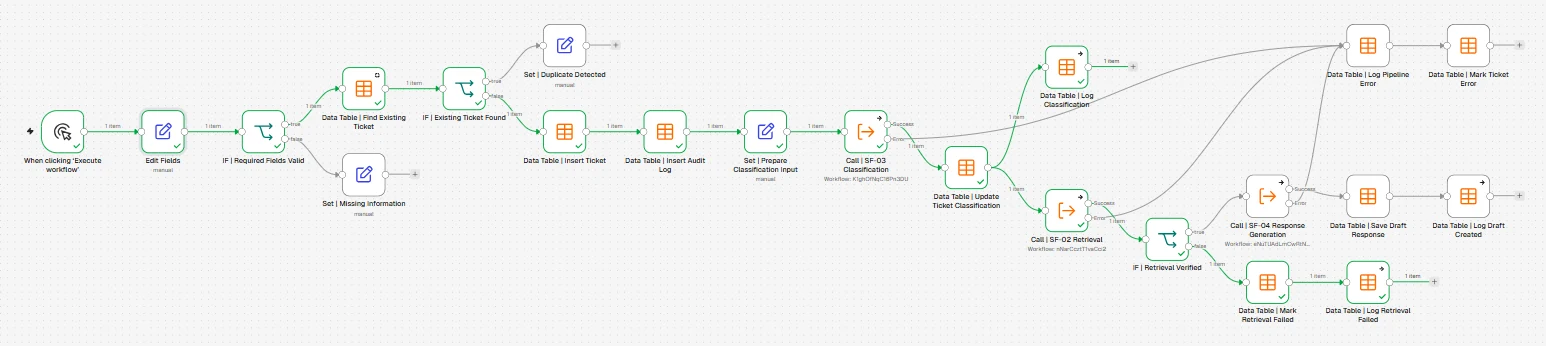 When clicking 'Execute
workflow'
1 item
Edit Fields
manual
1 item
IF | Required Fields Valid
true
false
1 item
Data Table | Find Existing
Ticket
Set | Missing Information
manual
1 item
IF | Existing Ticket Found
true
false
1 item
Set | Duplicate Detected
manual
Data Table | Insert Ticket
1 item
Data Table | Insert Audit
Log
1 item
Set | Prepare
Classification Input
manual
1 item
Call | SF-03
Classification
Success
Error
1 item
Data Table | Update
Ticket Classification
1 item
1 item
Data Table | Log
Classification
1 item
Call | SF-02 Retrieval
Success
Error
1 item
IF | Retrieval Verified
true
false
1 item
Call | SF-04 Response
Generation
Success
Error
Data Table | Save Draft
Response
Data Table | Log Draft
Created
Data Table | Log Pipeline
Error
Data Table | Mark Ticket
Error
Data Table | Mark
Retrieval Failed
1 item
Data Table | Log Retrieval
Failed
1 item